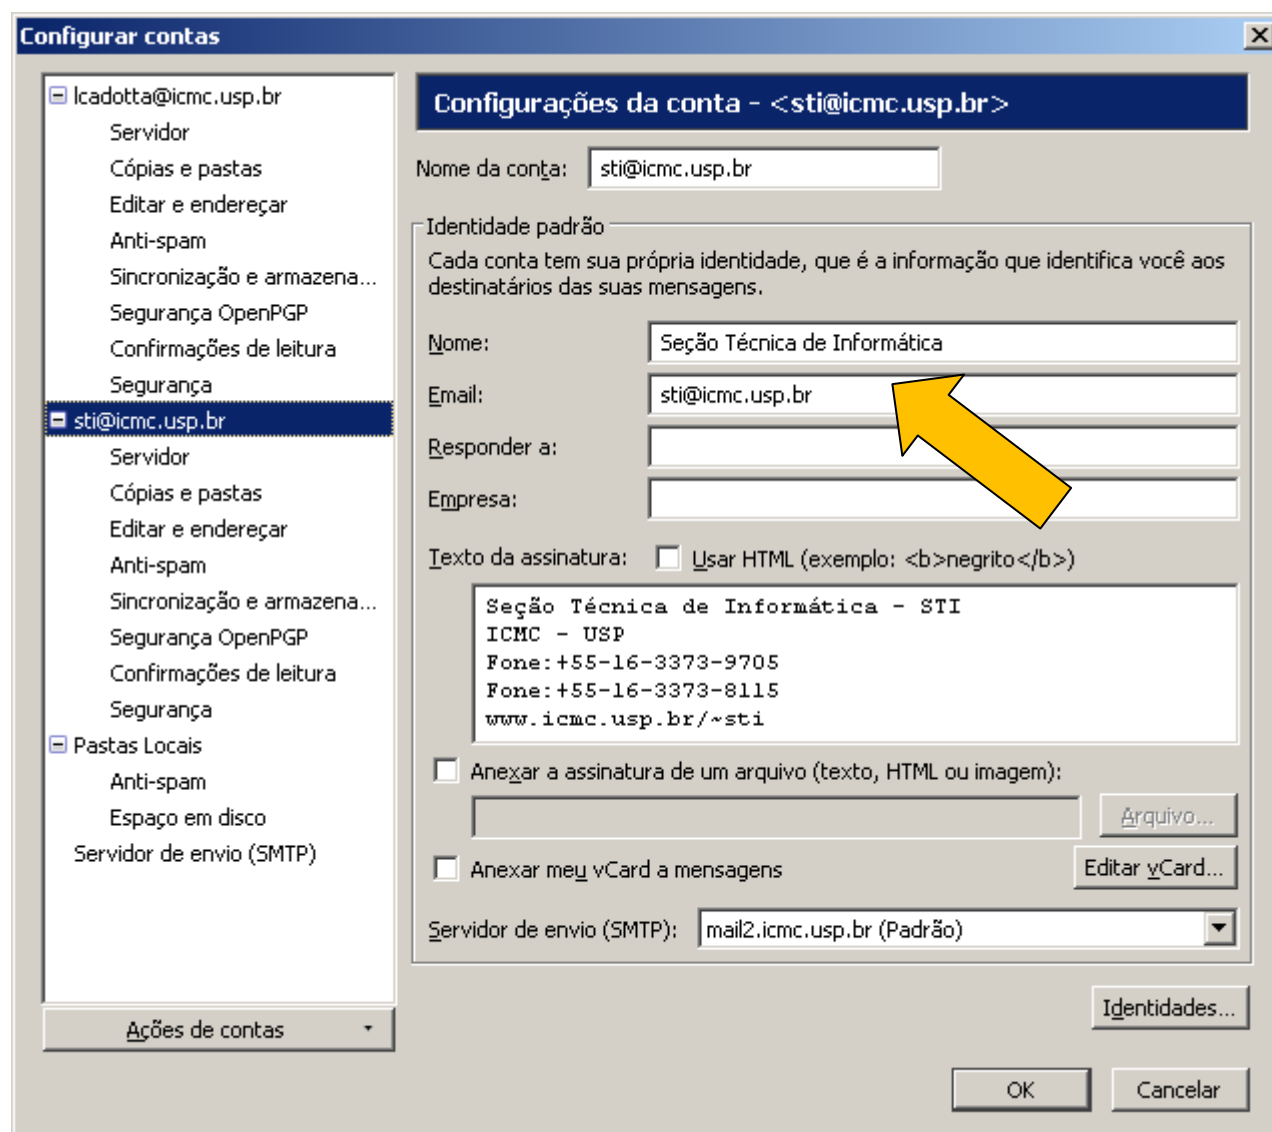 Configurar contas
lcadotta@icmc.usp.br
Servidor
Cópias e pastas
Editar e endereçar
Anti-spam
Sincronização e armazena...
Segurança OpenPGP
Confirmações de leitura
Segurança
sti@icmc.usp.br
Servidor
Cópias e pastas
Editar e endereçar
Anti-spam
Sincronização e armazena...
Segurança OpenPGP
Confirmações de leitura
Segurança
Pastas Locais
Anti-spam
Espaço em disco
Servidor de envio (SMTP)
Ações de contas
Configurações da conta - <sti@icmc.usp.br>
Nome da conta: sti@icmc.usp.br
Identidade padrão
Cada conta tem sua própria identidade, que é a informação que identifica você aos
destinatários das suas mensagens.
Nome: Seção Técnica de Informática
Email: sti@icmc.usp.br
Responder a:
Empresa:
Texto da assinatura: Usar HTML (exemplo: <b>negrito</b>)
Seção Técnica de Informática - STI
ICMC - USP
Fone:+55-16-3373-9705
Fone:+55-16-3373-8115
www.icmc.usp.br/~sti
Anexar a assinatura de um arquivo (texto, HTML ou imagem):
Arquivo...
Anexar meu vCard a mensagens Editar vCard...
Servidor de envio (SMTP): mail2.icmc.usp.br (Padrão)
Identidades...
OK Cancelar